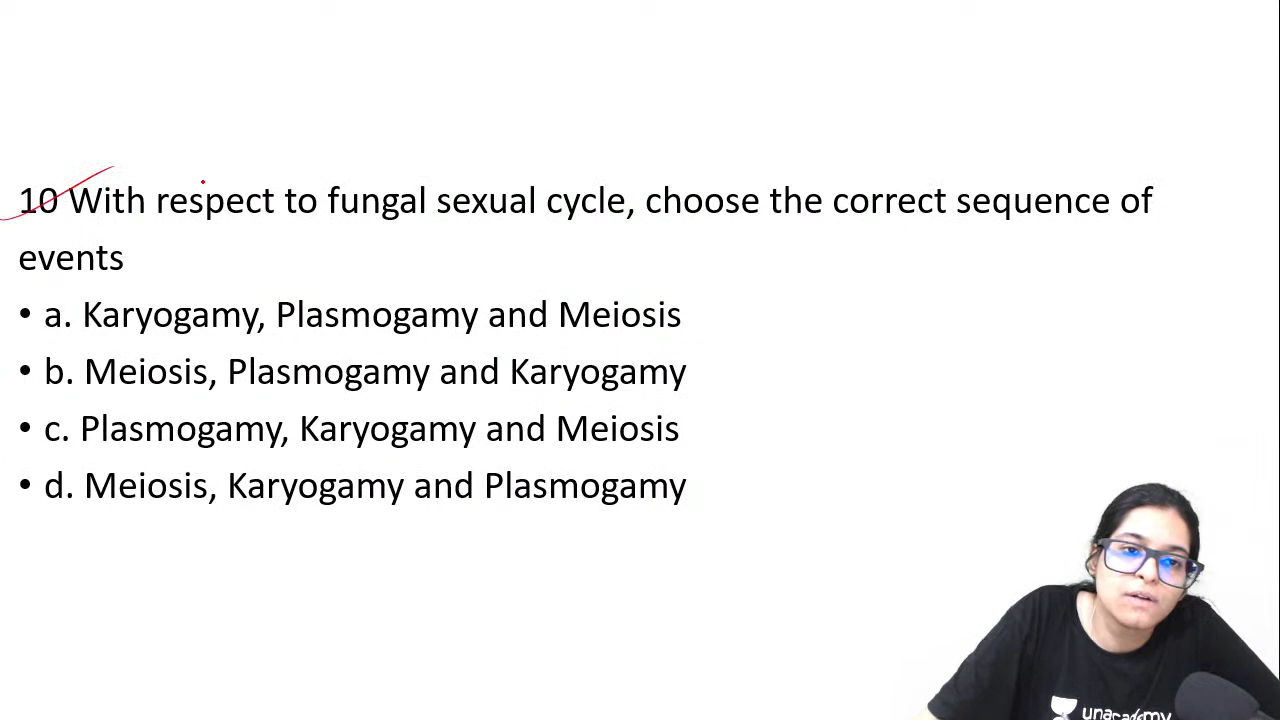 10 With respect to fungal sexual cycle, choose the correct sequence of
events
• a. Karyogamy, Plasmogamy and Meiosis
• b. Meiosis, Plasmogamy and Karyogamy
• c. Plasmogamy, Karyogamy and Meiosis
• d. Meiosis, Karyogamy and Plasmogamy
unacademy